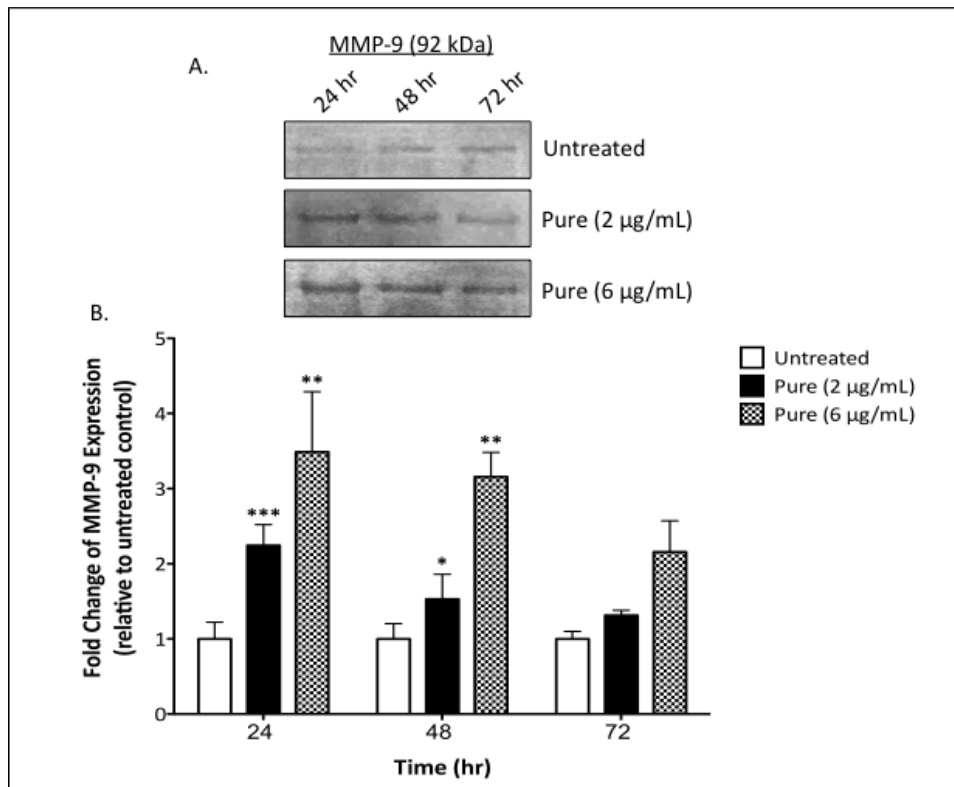 MMP-9 (92 kDa)
A.
24 hr 48 hr 72 hr
Untreated
Pure (2 µg/mL)
Pure (6 µg/mL)
B.
Fold Change of MMP-9 Expression
(relative to untreated control)
5
4
3
2
1
0
**
***
*
**
Untreated
Pure (2 µg/mL)
Pure (6 µg/mL)
24 48 72
Time (hr)